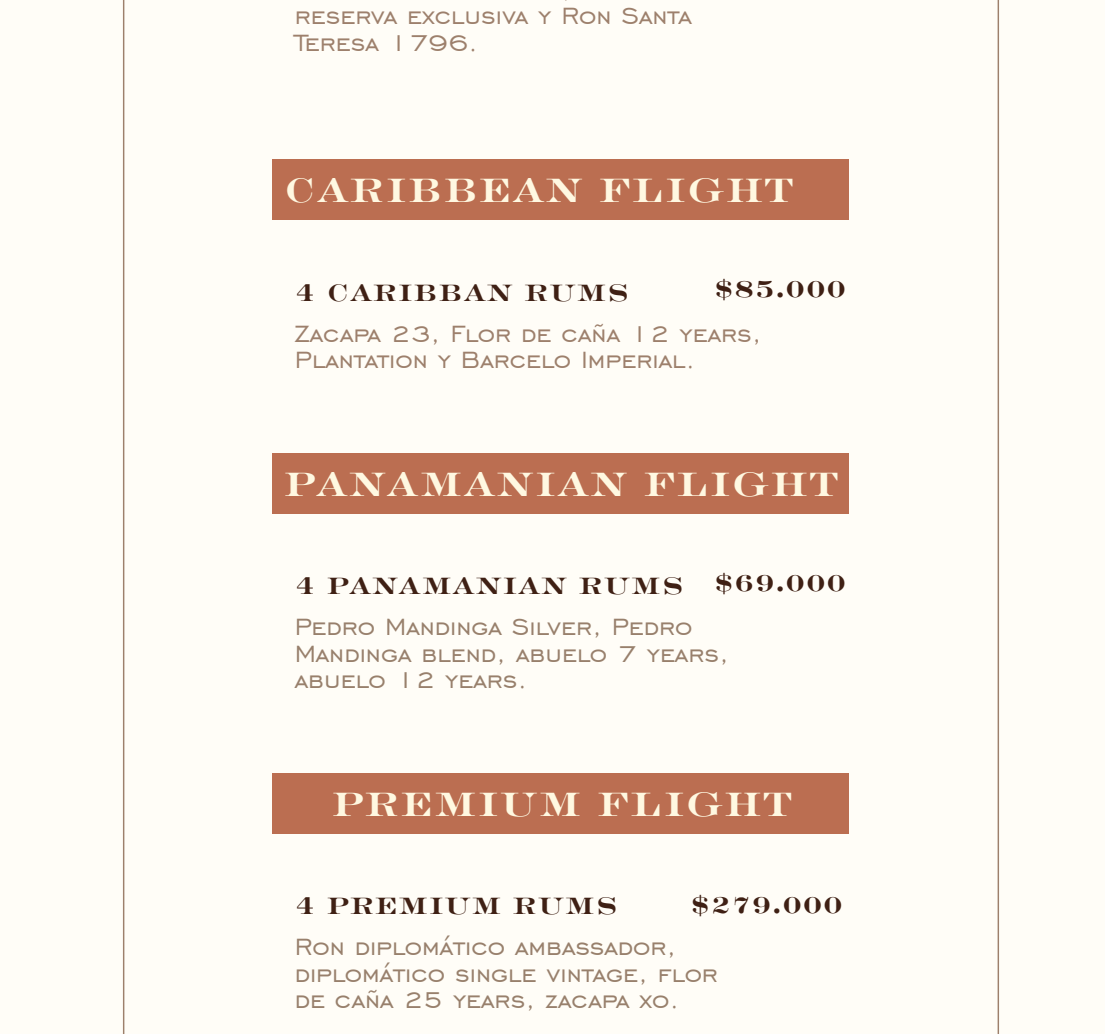 RESERVA EXCLUSIVA Y RON SANTA
TERESA 1796.
CARIBBEAN FLIGHT
4 CARIBBAN RUMS $85.000
ZACAPA 23, FLOR DE CAÑA 12 YEARS,
PLANTATION Y BARCELO IMPERIAL.
PANAMANIAN FLIGHT
4 PANAMANIAN RUMS $69.000
PEDRO MANDINGA SILVER, PEDRO
MANDINGA BLEND, ABUELO 7 YEARS,
ABUELO 12 YEARS.
PREMIUM FLIGHT
4 PREMIUM RUMS $279.000
RON DIPLOMÁTICO AMBASSADOR,
DIPLOMÁTICO SINGLE VINTAGE, FLOR
DE CAÑA 25 YEARS, ZACAPA XO.